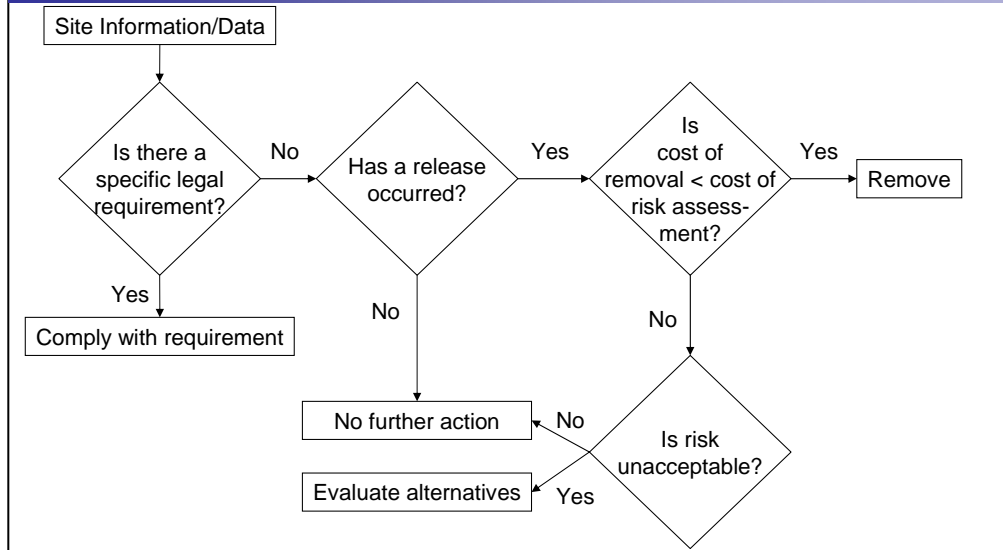 Site Information/Data
Is there a
specific legal
requirement?
No
Has a release
occurred?
Yes
Is
cost of
removal < cost of
risk assess-
ment?
Yes
Remove
Yes
Comply with requirement
No
No
No further action
No
Is risk
unacceptable?
Evaluate alternatives
Yes